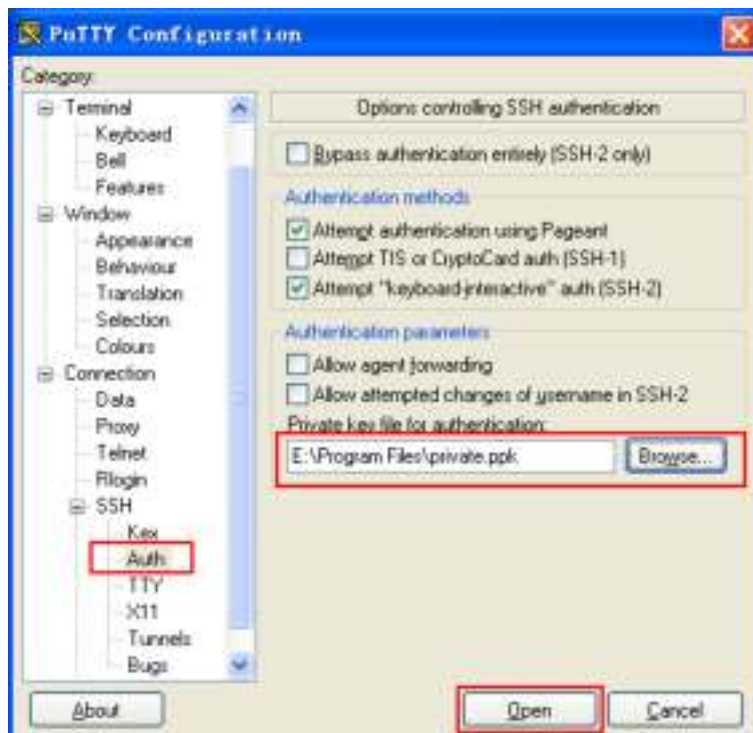 PuTTY Configuration
Category:
Terminal
Keyboard
Bell
Features
Window
Appearance
Behaviour
Translation
Selection
Colours
Connection
Data
Proxy
Telnet
Rlogin
SSH
Kex
Auth
TTY
X11
Tunnels
Bugs
Options controlling SSH authentication
Bypass authentication entirely (SSH-2 only)
Authentication methods
Attempt authentication using Pageant
Attempt TIS or CryptoCard auth (SSH-1)
Attempt "keyboard-interactive" auth (SSH-2)
Authentication parameters
Allow agent forwarding
Allow attempted changes of username in SSH-2
Private key file for authentication:
E:\Program Files\private.ppk
Browse...
About
Open
Cancel